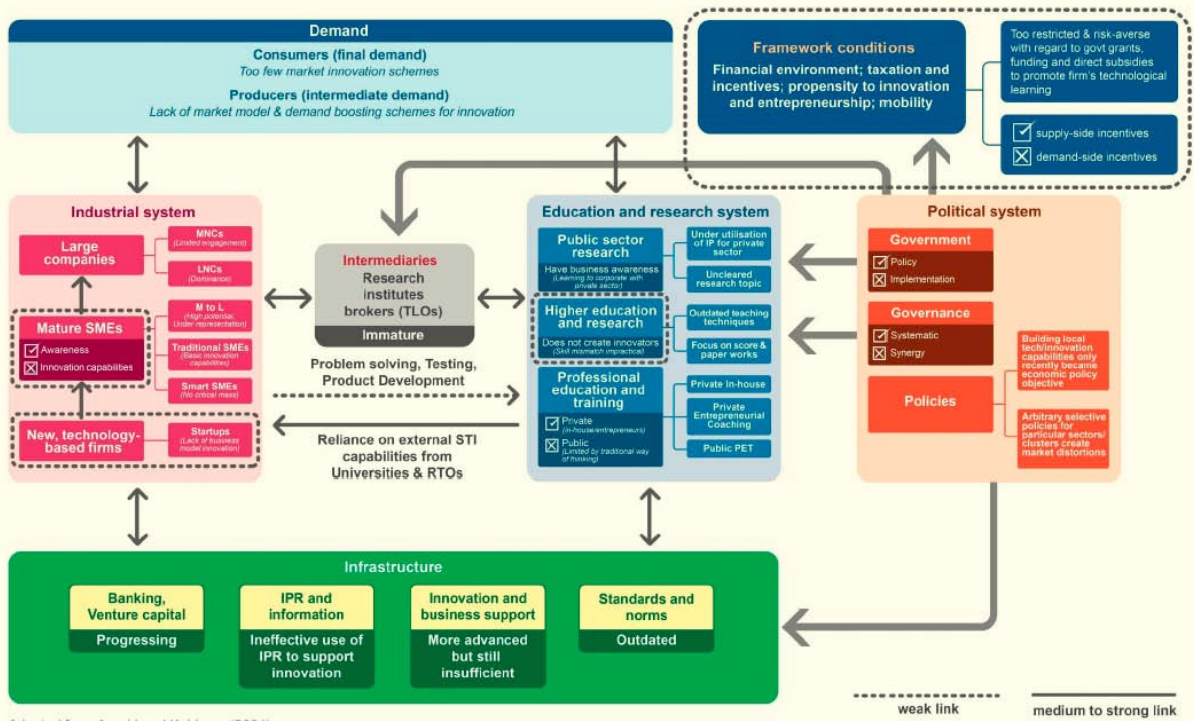 Demand
Consumers (final demand)
Too few market innovation schemes
Producers (intermediate demand)
Lack of market model & demand boosting schemes for innovation
Framework conditions
Financial environment; taxation and
incentives; propensity to innovation
and entrepreneurship; mobility
Too restricted & risk-averse
with regard to govt grants,
funding and direct subsidies
to promote firm's technological
learning
supply-side incentives
demand-side incentives
Industrial system
Large
companies
MNCs
(Limited engagement)
LNCs
(Dominance)
Mature SMEs
Awareness
Innovation capabilities
M to L
(High potential,
Under representation)
Traditional SMEs
(Basic innovation
capabilities)
Smart SMEs
(No critical mass)
New, technology-
based firms
Startups
(Lack of business
model innovation)
Intermediaries
Research
institutes
brokers (TLOs)
Immature
Problem solving, Testing,
Product Development
Reliance on external STI
capabilities from
Universities & RTOs
Education and research system
Public sector
research
Have business awareness
(Learning to corporate with
private sector)
Under utilisation
of IP for private
sector
Uncleared
research topic
Higher education
and research
Does not create innovators
(Skill mismatch impractical)
Outdated teaching
techniques
Focus on score &
paper works
Professional
education and
training
Private
(in-house/entrepreneurs)
Public
(Limited by traditional way
of thinking)
Private In-house
Private
Entrepreneurial
Coaching
Public PET
Political system
Government
Policy
Implementation
Governance
Systematic
Synergy
Policies
Building local
tech/innovation
capabilities only
recently became
economic policy
objective
Arbitrary selective
policies for
particular sectors/
clusters create
market distortions
Infrastructure
Banking,
Venture capital
Progressing
IPR and
information
Ineffective use of
IPR to support
innovation
Innovation and
business support
More advanced
but still
insufficient
Standards and
norms
Outdated
weak link
medium to strong link